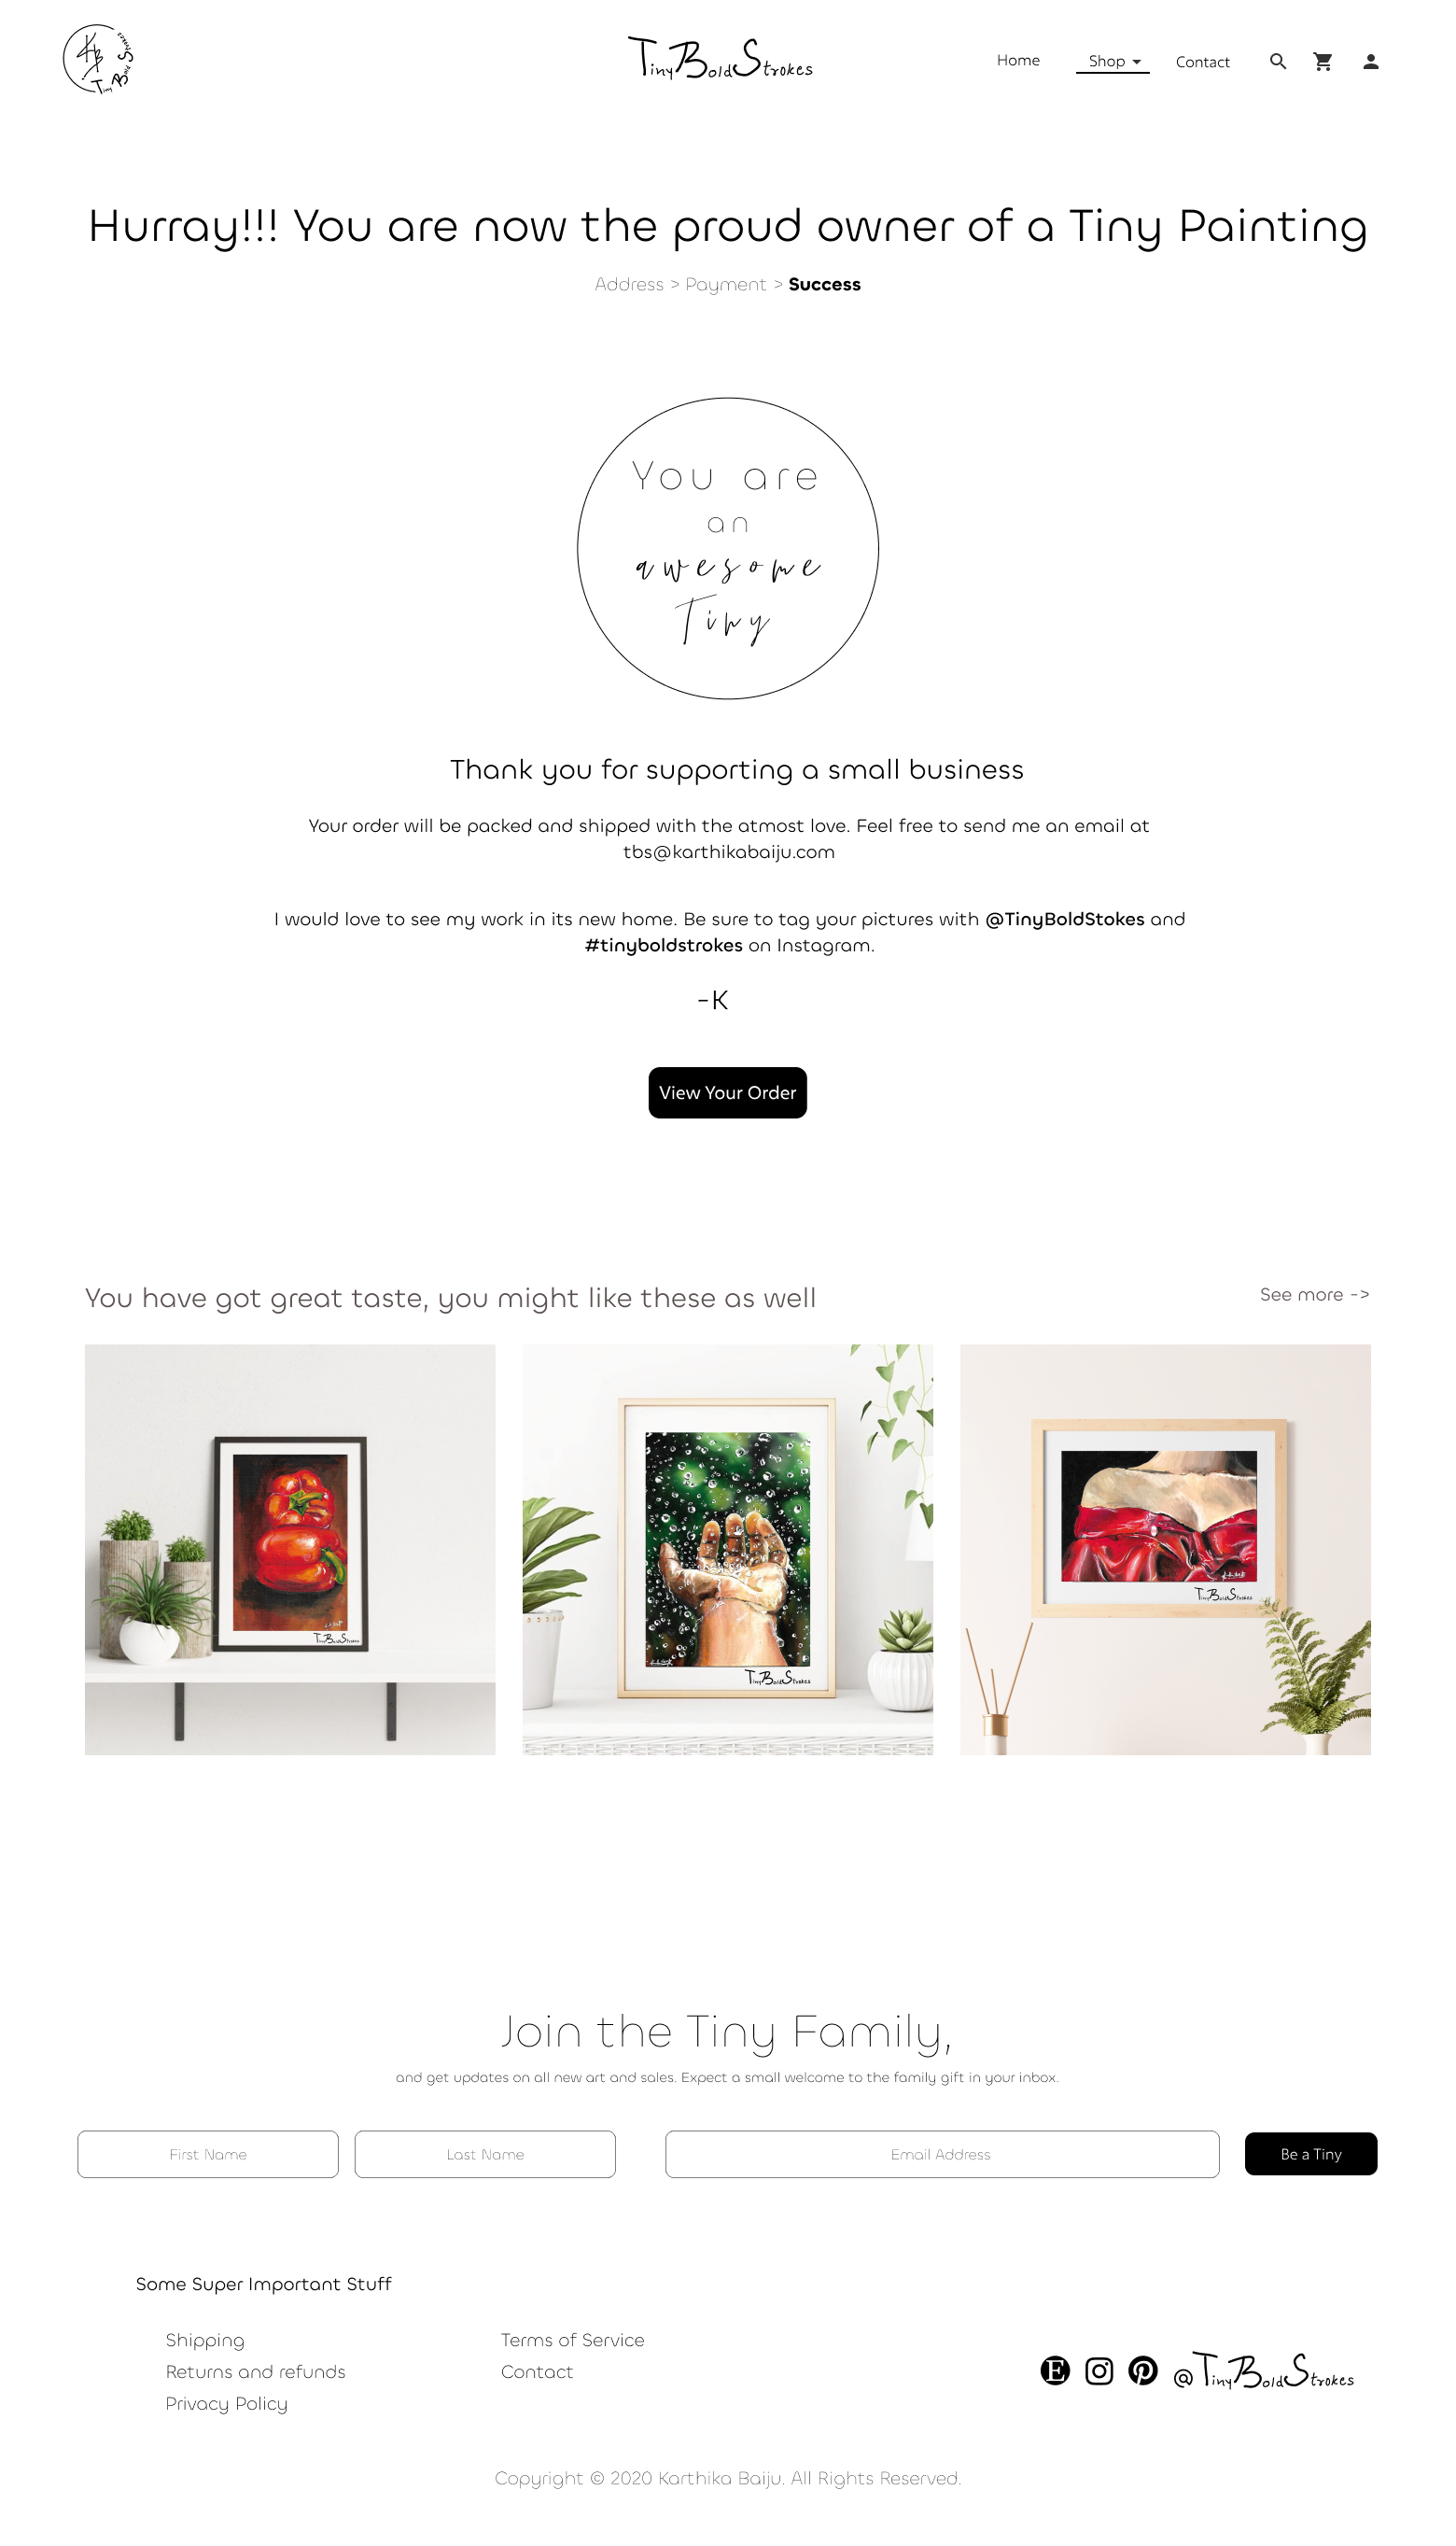 KB TinyBoldStrokes
TinyBoldStrokes
Home Shop Contact
Hurray!!! You are now the proud owner of a Tiny Painting
Address > Payment > Success
You are
an
awesome
Tiny
Thank you for supporting a small business
Your order will be packed and shipped with the atmost love. Feel free to send me an email at
tbs@karthikabaiju.com
I would love to see my work in its new home. Be sure to tag your pictures with @TinyBoldStokes and
#tinyboldstrokes on Instagram.
-K
View Your Order
You have got great taste, you might like these as well
See more ->
TinyBoldStrokes
TinyBoldStrokes
TinyBoldStrokes
Join the Tiny Family,
and get updates on all new art and sales. Expect a small welcome to the family gift in your inbox.
First Name Last Name Email Address Be a Tiny
Some Super Important Stuff
Shipping Terms of Service
Returns and refunds Contact
Privacy Policy
@TinyBoldStrokes
Copyright © 2020 Karthika Baiju. All Rights Reserved.